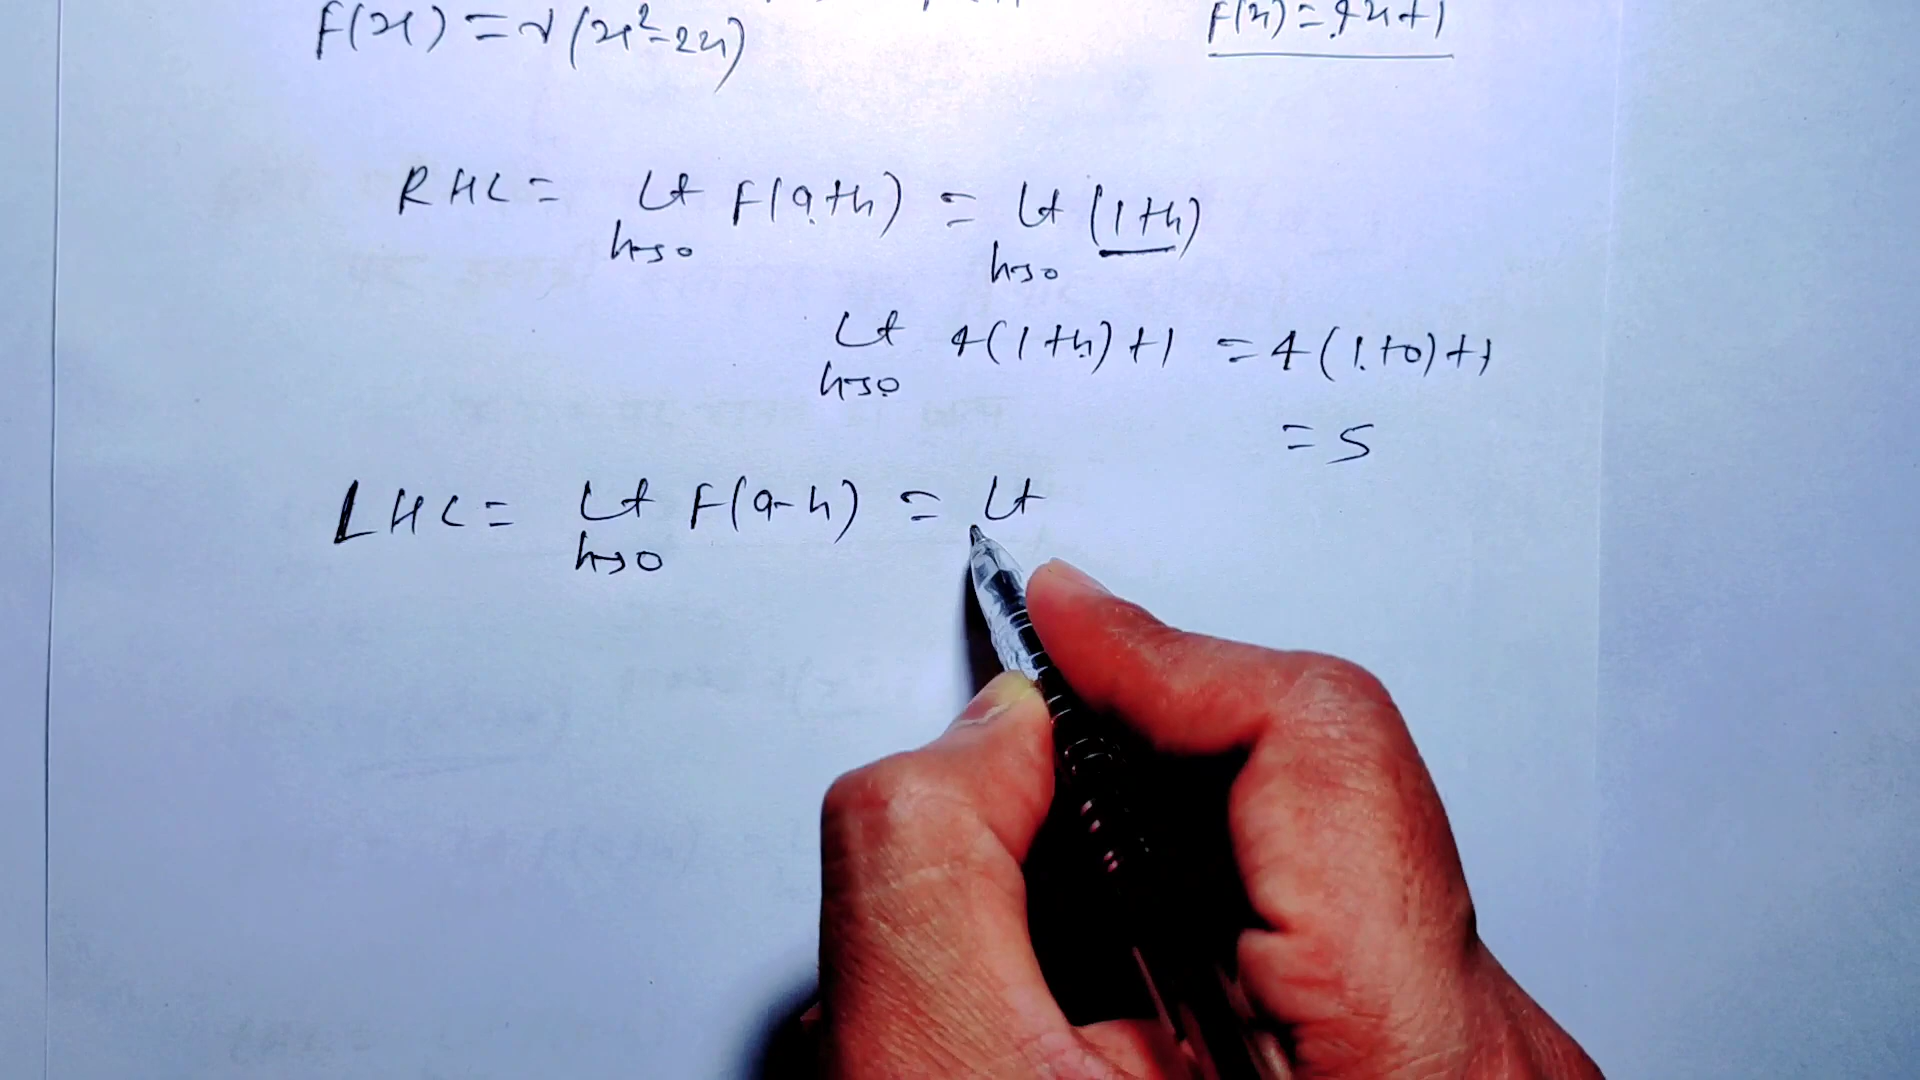 F(x) = λ(x²-2x) F(x) = 4x+1
RHL = Lt F(a+h) = Lt (1+h)
h→0 h→0
Lt 4(1+h)+1 = 4(1+0)+1
h→0
= 5
LHL = Lt F(a-h) = Lt
h→0